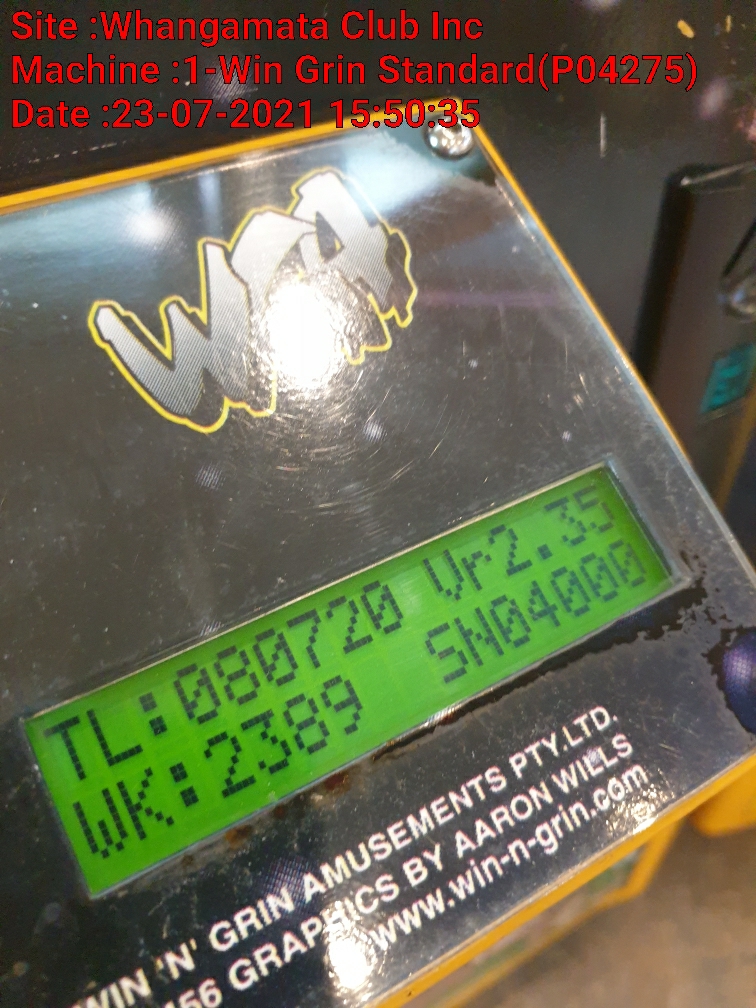 Site :Whangamata Club Inc
Machine :1-Win Grin Standard(P04275)
Date :23-07-2021 15:50:35
TL:080720 Vr2.35
WK:2389 SN04000
WIN 'N' GRIN AMUSEMENTS PTY.LTD.
56 GRAPHICS BY AARON WILLS
www.win-n-grin.com